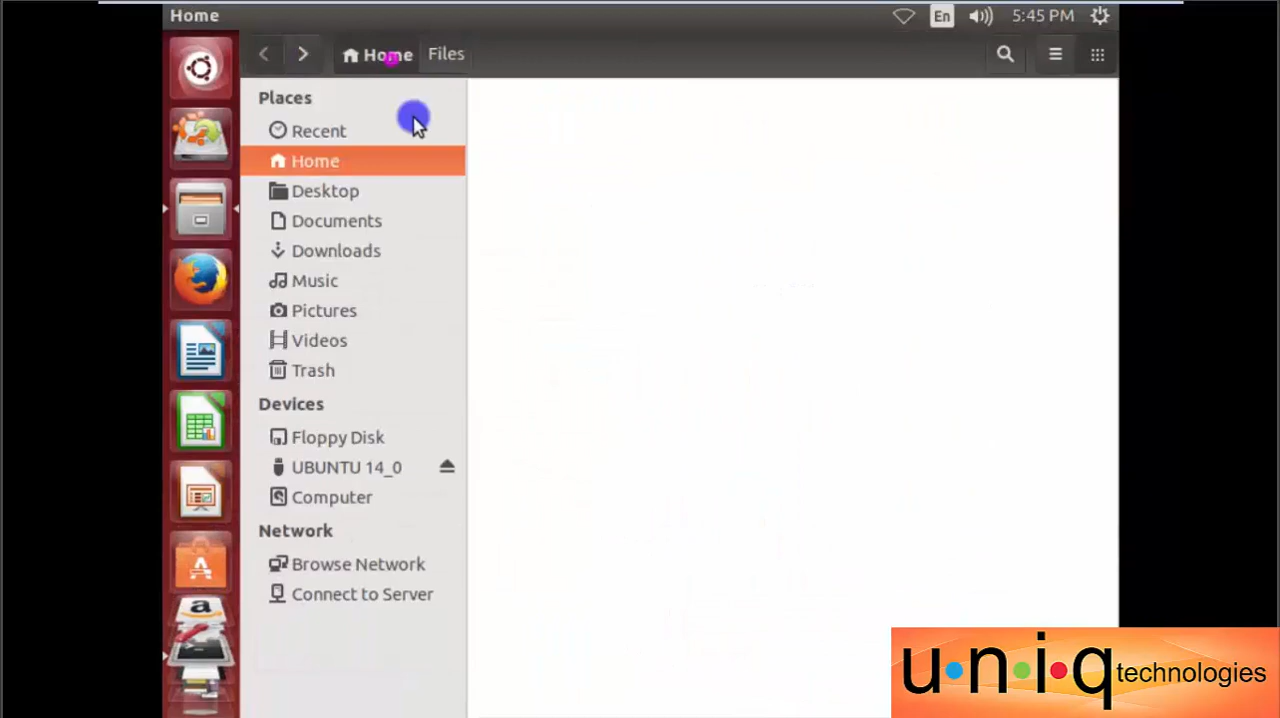 Home
En
5:45 PM
Home
Files
Places
Recent
Home
Desktop
Documents
Downloads
Music
Pictures
Videos
Trash
Devices
Floppy Disk
UBUNTU 14_0
Computer
Network
Browse Network
Connect to Server
u•n•i•q technologies